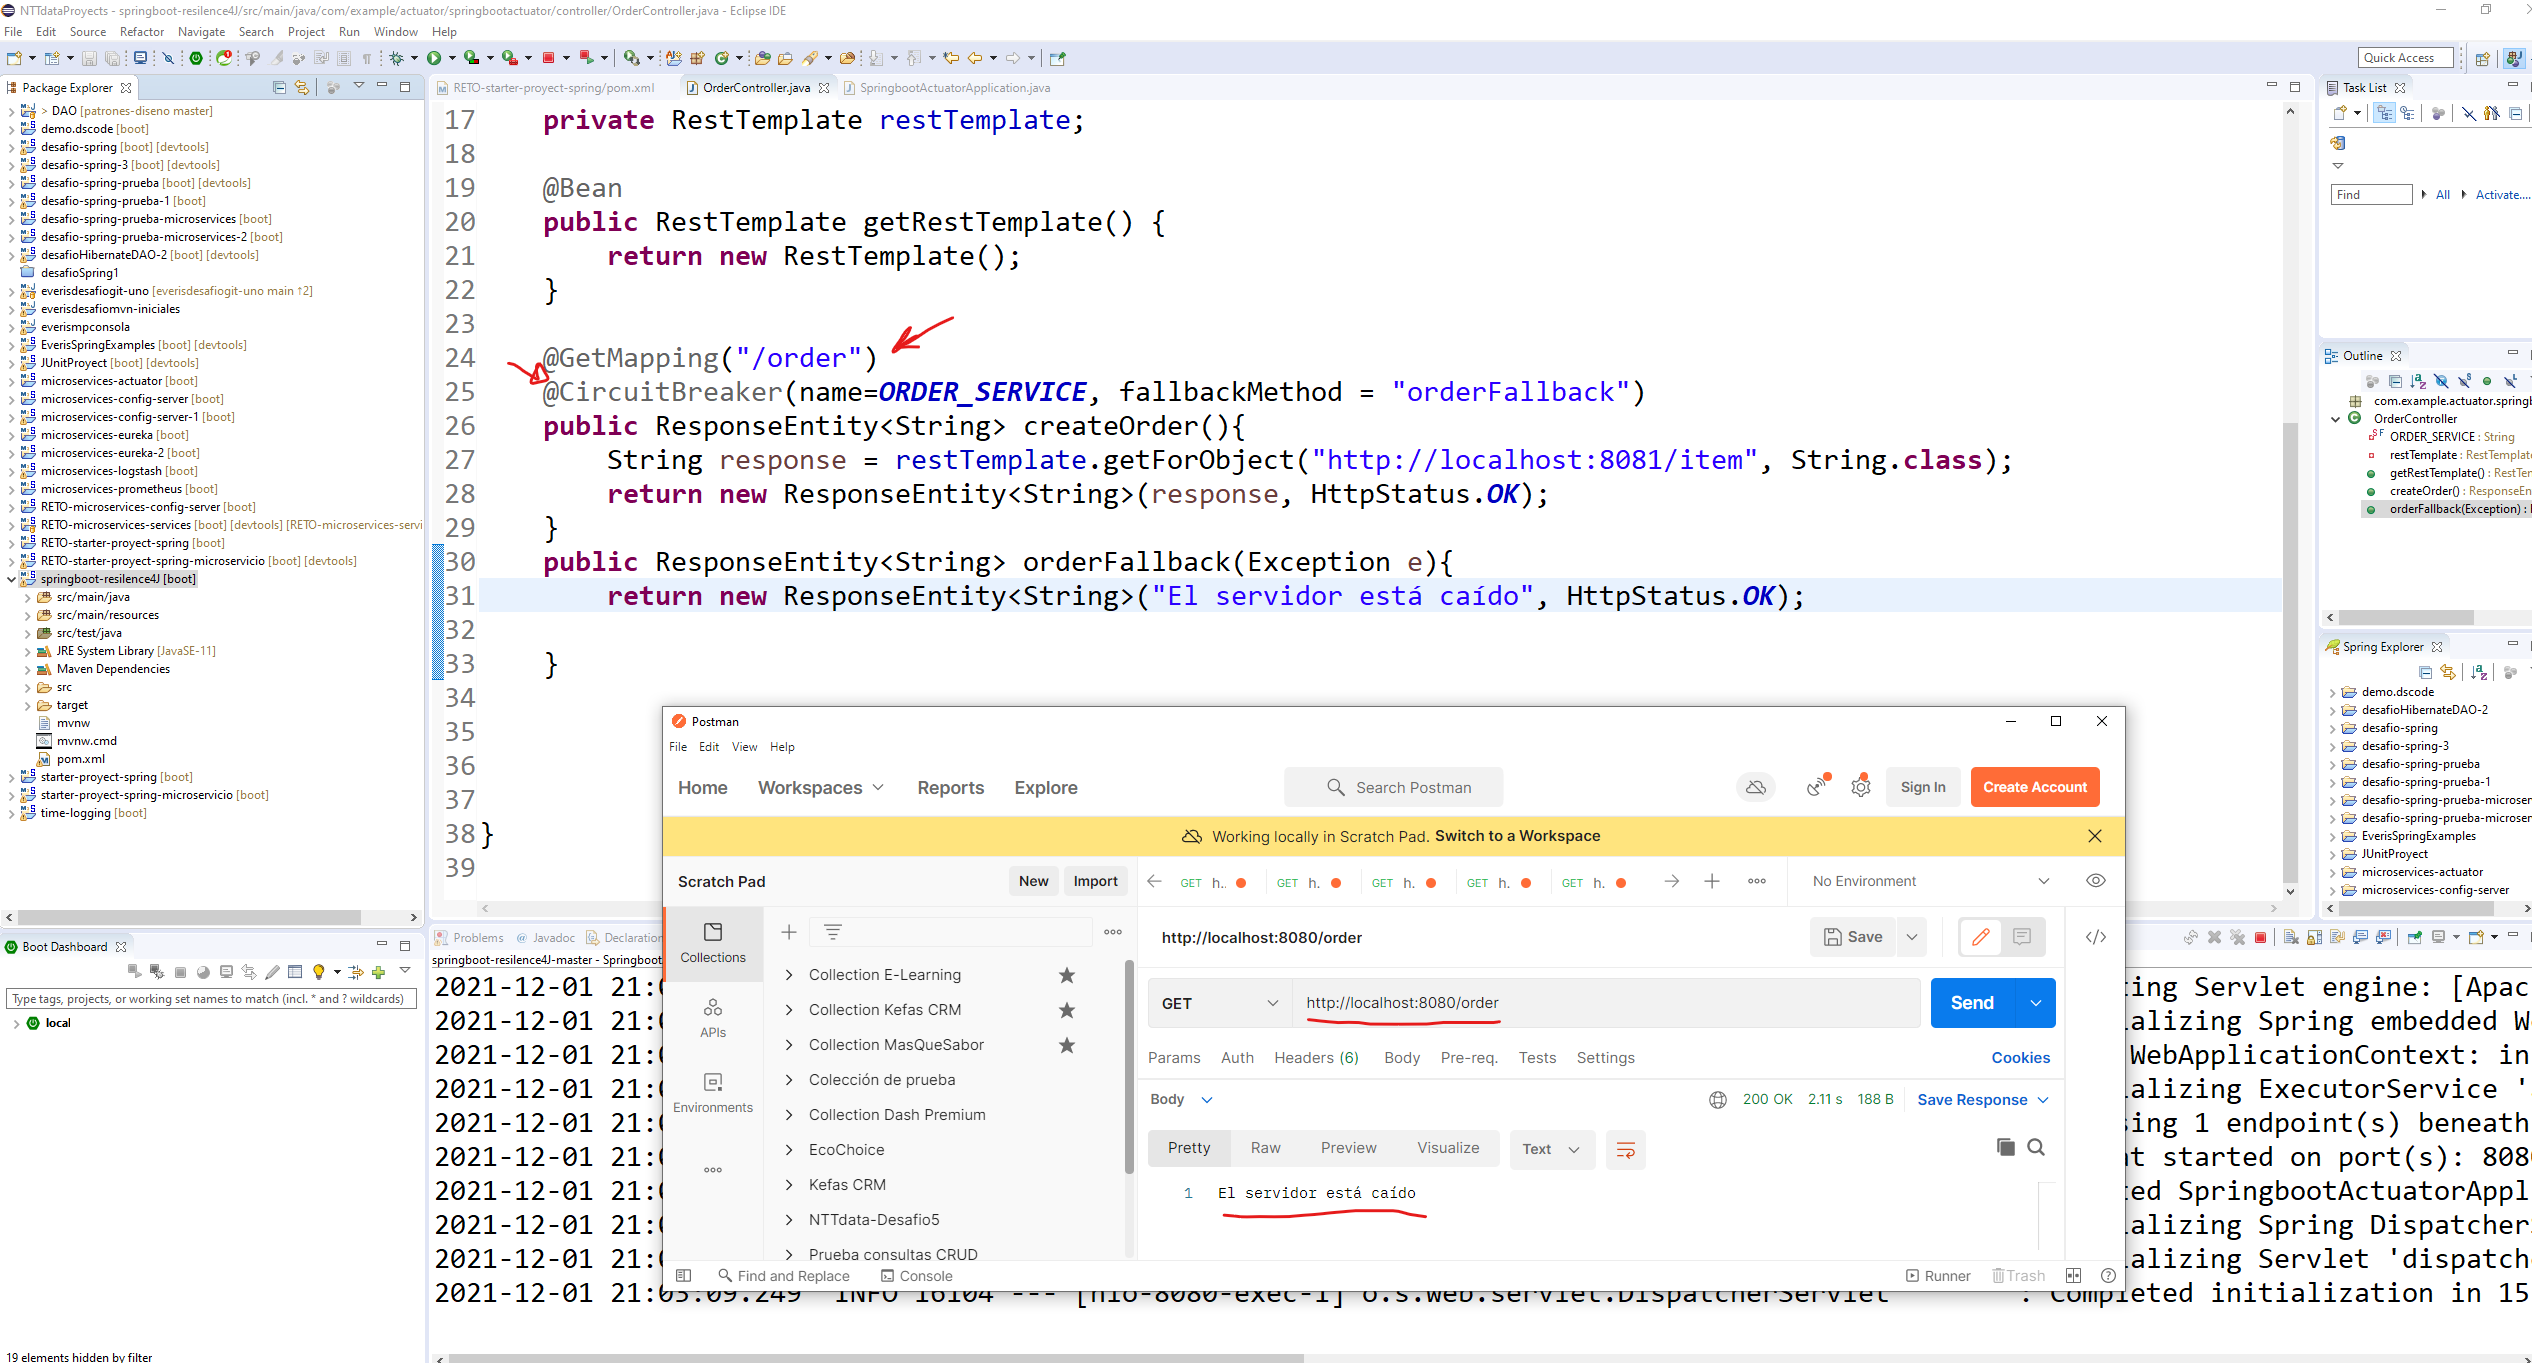 NTTdataProyects - springboot-resilence4J/src/main/java/com/example/actuator/springbootactuator/controller/OrderController.java - Eclipse IDE
File Edit Source Refactor Navigate Search Project Run Window Help
Quick Access
Package Explorer
> DAO [patrones-diseno master]
demo.dscode [boot]
desafio-spring [boot] [devtools]
desafio-spring-3 [boot] [devtools]
desafio-spring-prueba [boot] [devtools]
desafio-spring-prueba-1 [boot]
desafio-spring-prueba-microservices [boot]
desafio-spring-prueba-microservices-2 [boot]
desafioHibernateDAO-2 [boot] [devtools]
desafioSpring1
everisdesafiogit-uno [everisdesafiogit-uno main ↑2]
everisdesafiomvn-iniciales
everismpconsola
EverisSpringExamples [boot] [devtools]
JUnitProyect [boot] [devtools]
microservices-actuator [boot]
microservices-config-server [boot]
microservices-config-server-1 [boot]
microservices-eureka [boot]
microservices-eureka-2 [boot]
microservices-logstash [boot]
microservices-prometheus [boot]
RETO-microservices-config-server [boot]
RETO-microservices-services [boot] [devtools] [RETO-microservices-servi
RETO-starter-proyect-spring [boot]
RETO-starter-proyect-spring-microservicio [boot] [devtools]
springboot-resilence4J [boot]
src/main/java
src/main/resources
src/test/java
JRE System Library [JavaSE-11]
Maven Dependencies
src
target
mvnw
mvnw.cmd
pom.xml
starter-proyect-spring [boot]
starter-proyect-spring-microservicio [boot]
time-logging [boot]
Boot Dashboard
Type tags, projects, or working set names to match (incl. * and ? wildcards)
local
19 elements hidden by filter
RETO-starter-proyect-spring/pom.xml OrderController.java SpringbootActuatorApplication.java
17 private RestTemplate restTemplate;
18
19 @Bean
20 public RestTemplate getRestTemplate() {
21 return new RestTemplate();
22 }
23
24 @GetMapping("/order")
25 @CircuitBreaker(name=ORDER_SERVICE, fallbackMethod = "orderFallback")
26 public ResponseEntity<String> createOrder(){
27 String response = restTemplate.getForObject("http://localhost:8081/item", String.class);
28 return new ResponseEntity<String>(response, HttpStatus.OK);
29 }
30 public ResponseEntity<String> orderFallback(Exception e){
31 return new ResponseEntity<String>("El servidor está caído", HttpStatus.OK);
32
33 }
34
35
36
37
38 }
39
Task List
Find All Activate...
Outline
com.example.actuator.spring
OrderController
ORDER_SERVICE : String
restTemplate : RestTemplate
getRestTemplate() : RestTem
createOrder() : ResponseEn
orderFallback(Exception) :
Spring Explorer
demo.dscode
desafioHibernateDAO-2
desafio-spring
desafio-spring-3
desafio-spring-prueba
desafio-spring-prueba-1
desafio-spring-prueba-microser
desafio-spring-prueba-microser
EverisSpringExamples
JUnitProyect
microservices-actuator
microservices-config-server
Problems @ Javadoc Declaration
springboot-resilence4J-master - Springboot
2021-12-01 21:
2021-12-01 21:
2021-12-01 21:
2021-12-01 21:
2021-12-01 21:
2021-12-01 21:
2021-12-01 21:
2021-12-01 21:
2021-12-01 21:
2021-12-01 21:03:09.249 INFO 16104 --- [nio-8080-exec-1] o.s.web.servlet.DispatcherServlet : Completed initialization in 15
ting Servlet engine: [Apac
alizing Spring embedded W
WebApplicationContext: in
alizing ExecutorService '
sing 1 endpoint(s) beneath
at started on port(s): 808
ted SpringbootActuatorAppl
alizing Spring Dispatcher
alizing Servlet 'dispatch
Postman
File Edit View Help
Home Workspaces Reports Explore Search Postman Sign In Create Account
Working locally in Scratch Pad. Switch to a Workspace
Scratch Pad New Import
GET h. GET h. GET h. GET h. GET h. No Environment
Collections
APIs
Environments
Collection E-Learning
Collection Kefas CRM
Collection MasQueSabor
Colección de prueba
Collection Dash Premium
EcoChoice
Kefas CRM
NTTdata-Desafio5
Prueba consultas CRUD
http://localhost:8080/order Save
GET http://localhost:8080/order Send
Params Auth Headers (6) Body Pre-req. Tests Settings Cookies
Body 200 OK 2.11 s 188 B Save Response
Pretty Raw Preview Visualize Text
1 El servidor está caído
Find and Replace Console Runner Trash